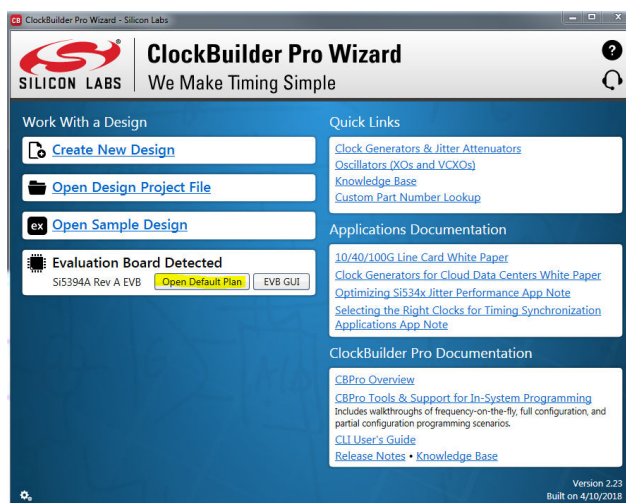 CB ClockBuilder Pro Wizard - Silicon Labs
SILICON LABS
ClockBuilder Pro Wizard
We Make Timing Simple
Work With a Design
Create New Design
Open Design Project File
ex Open Sample Design
Evaluation Board Detected
Si5394A Rev A EVB Open Default Plan EVB GUI
Quick Links
Clock Generators & Jitter Attenuators
Oscillators (XOs and VCXOs)
Knowledge Base
Custom Part Number Lookup
Applications Documentation
10/40/100G Line Card White Paper
Clock Generators for Cloud Data Centers White Paper
Optimizing Si534x Jitter Performance App Note
Selecting the Right Clocks for Timing Synchronization
Applications App Note
ClockBuilder Pro Documentation
CBPro Overview
CBPro Tools & Support for In-System Programming
Includes walkthroughs of frequency-on-the-fly, full configuration, and
partial configuration programming scenarios.
CLI User's Guide
Release Notes • Knowledge Base
Version 2.23
Built on 4/10/2018